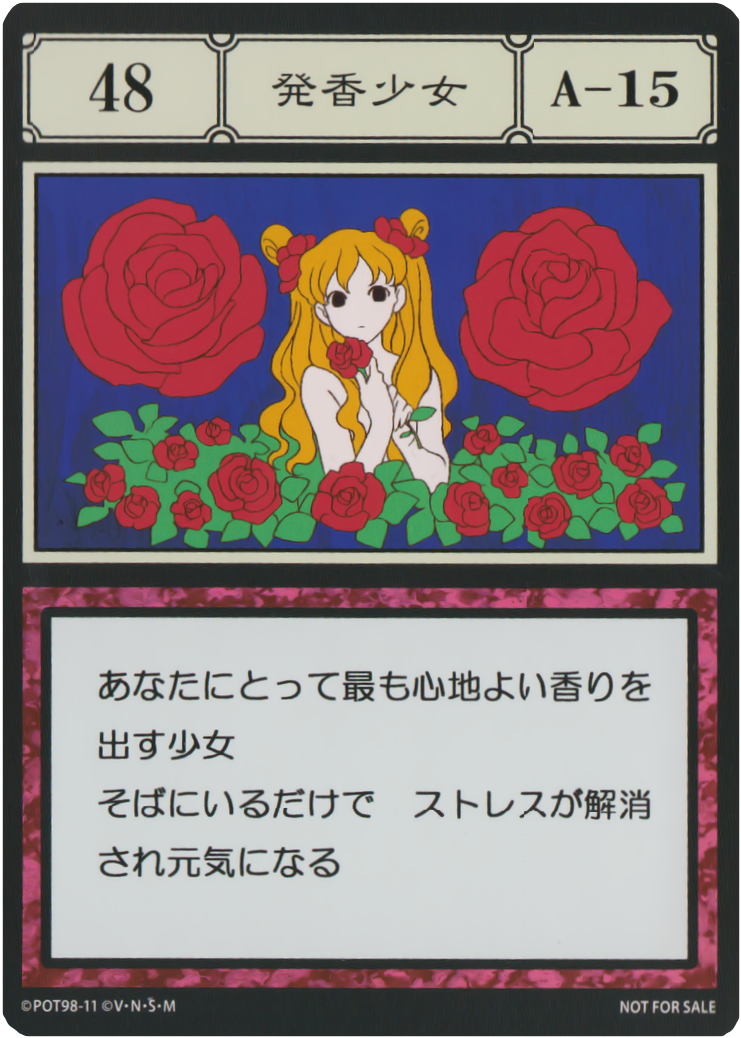 48
発香少女
A-15
あなたにとって最も心地よい香りを
出す少女
そばにいるだけで　ストレスが解消
され元気になる
©POT98-11 ©V・N・S・M
NOT FOR SALE